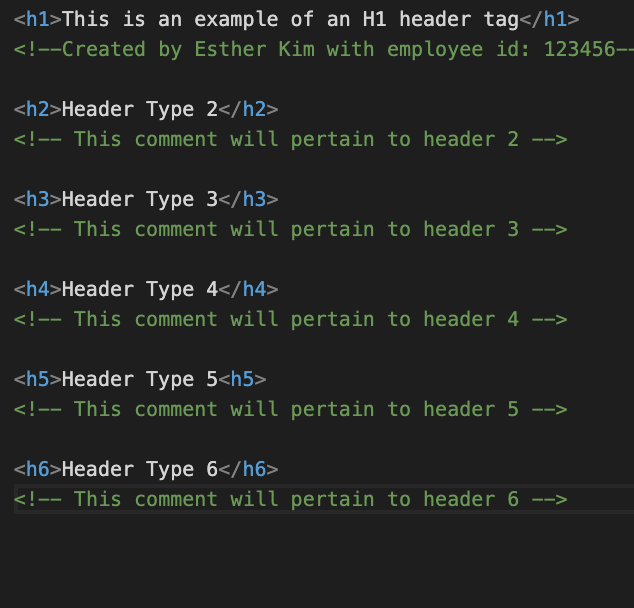 <h1>This is an example of an H1 header tag</h1>
<!--Created by Esther Kim with employee id: 123456--
<h2>Header Type 2</h2>
<!-- This comment will pertain to header 2 -->
<h3>Header Type 3</h3>
<!-- This comment will pertain to header 3 -->
<h4>Header Type 4</h4>
<!-- This comment will pertain to header 4 -->
<h5>Header Type 5<h5>
<!-- This comment will pertain to header 5 -->
<h6>Header Type 6</h6>
<!-- This comment will pertain to header 6 -->